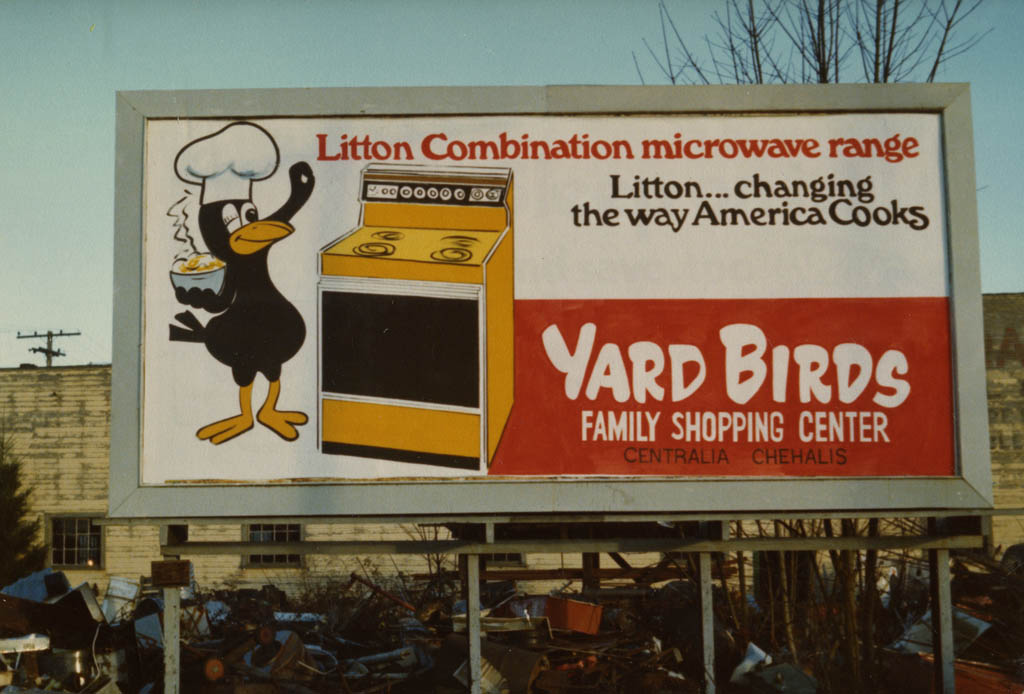 Litton Combination microwave range
Litton... changing
the way America Cooks
YARD BIRDS
FAMILY SHOPPING CENTER
CENTRALIA CHEHALIS